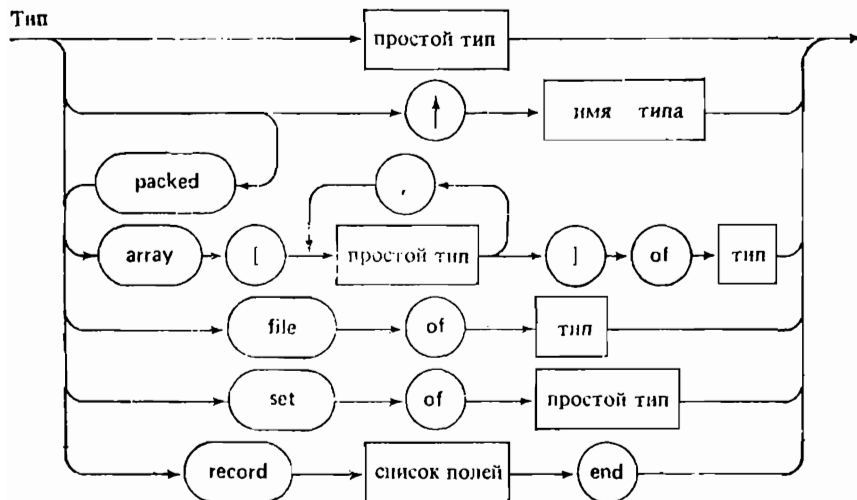 Тип
простой тип
↑ имя типа
packed
,
array [ простой тип ] of тип
file of тип
set of простой тип
record список полей end